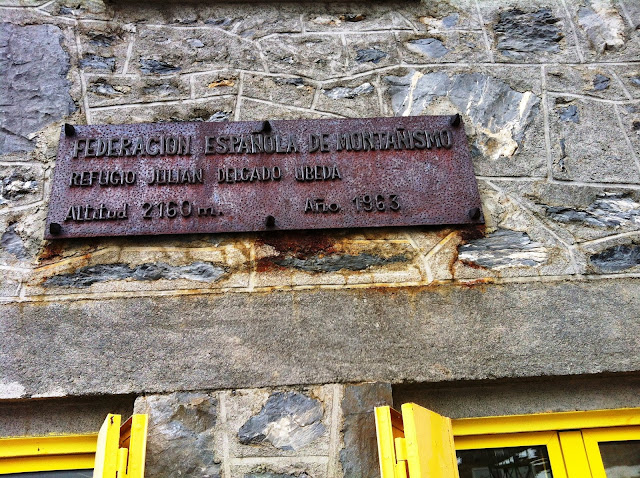 FEDERACION ESPAÑOLA DE MONTAÑISMO
REFUGIO JULIAN DELGADO UBEDA
Altitud 2160 m. Año 1963